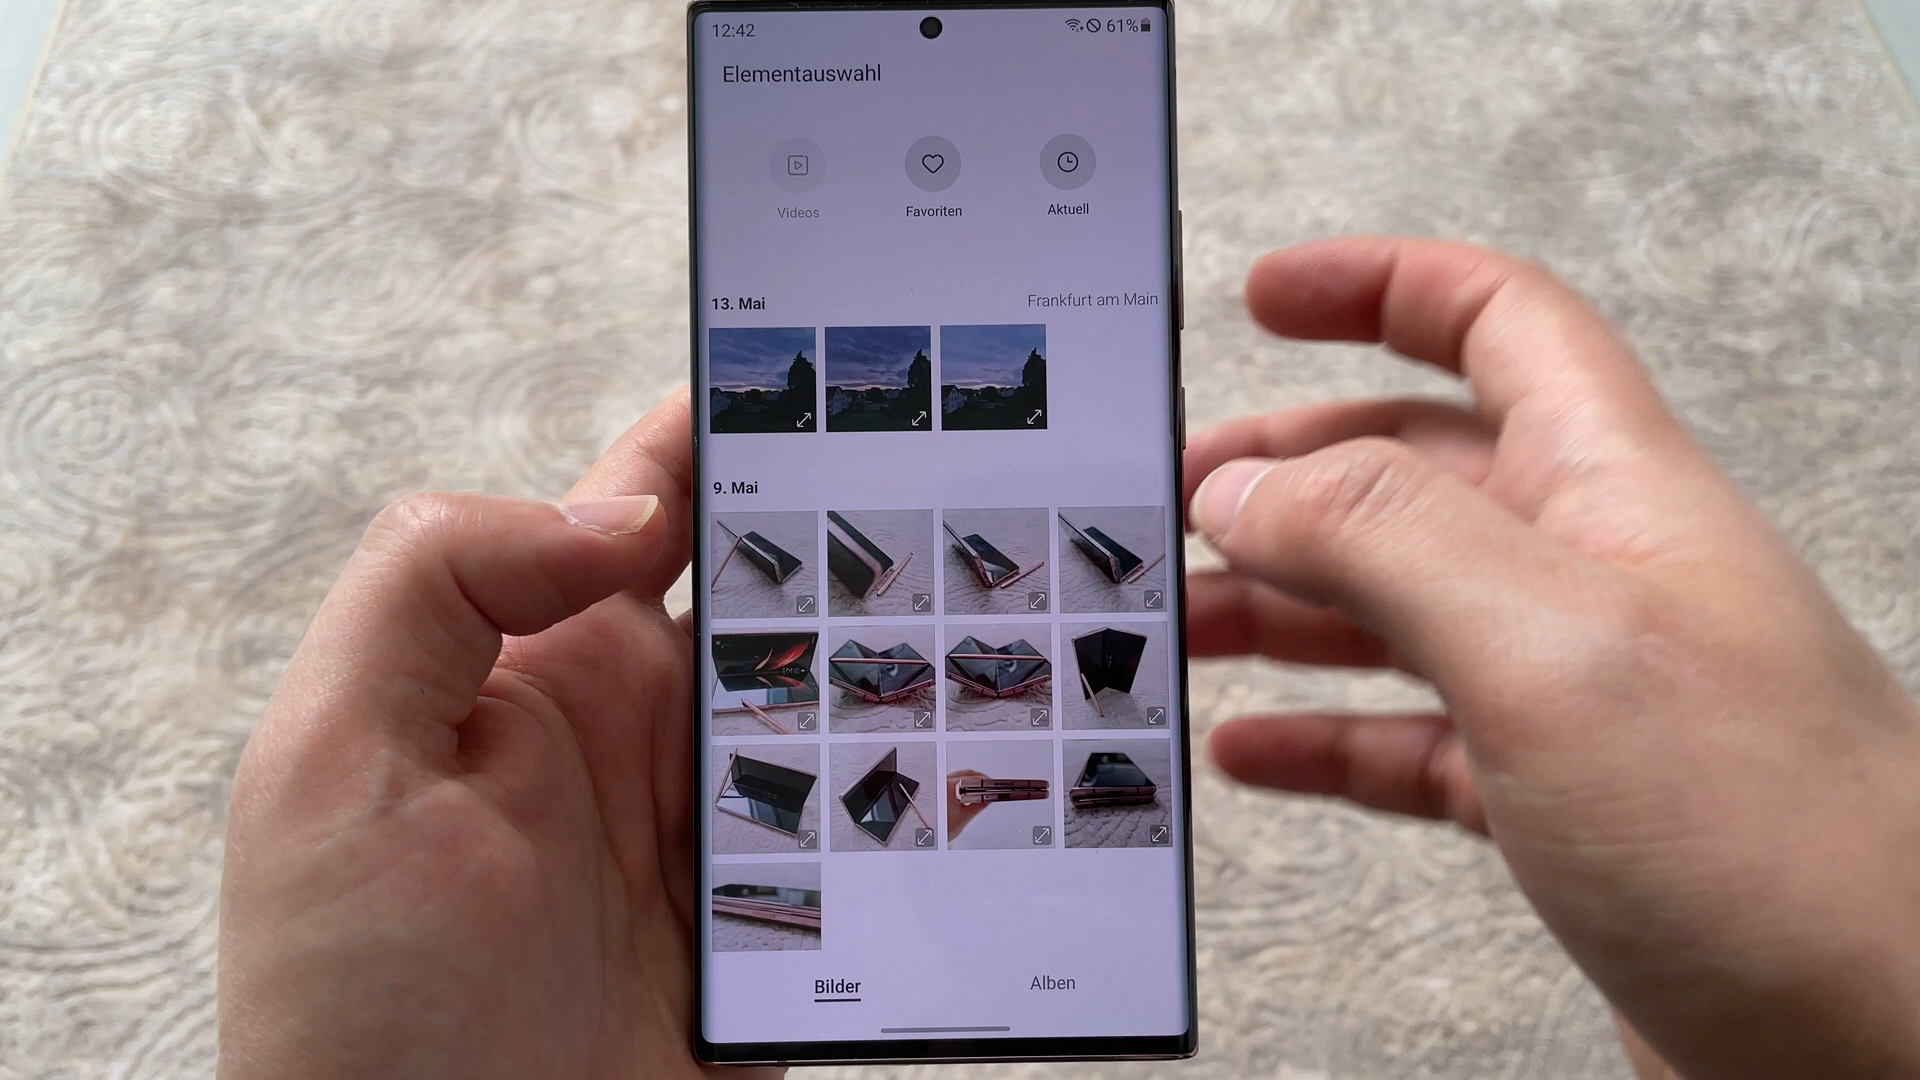 12:42
61%
Elementauswahl
Videos
Favoriten
Aktuell
13. Mai
Frankfurt am Main
9. Mai
Bilder
Alben